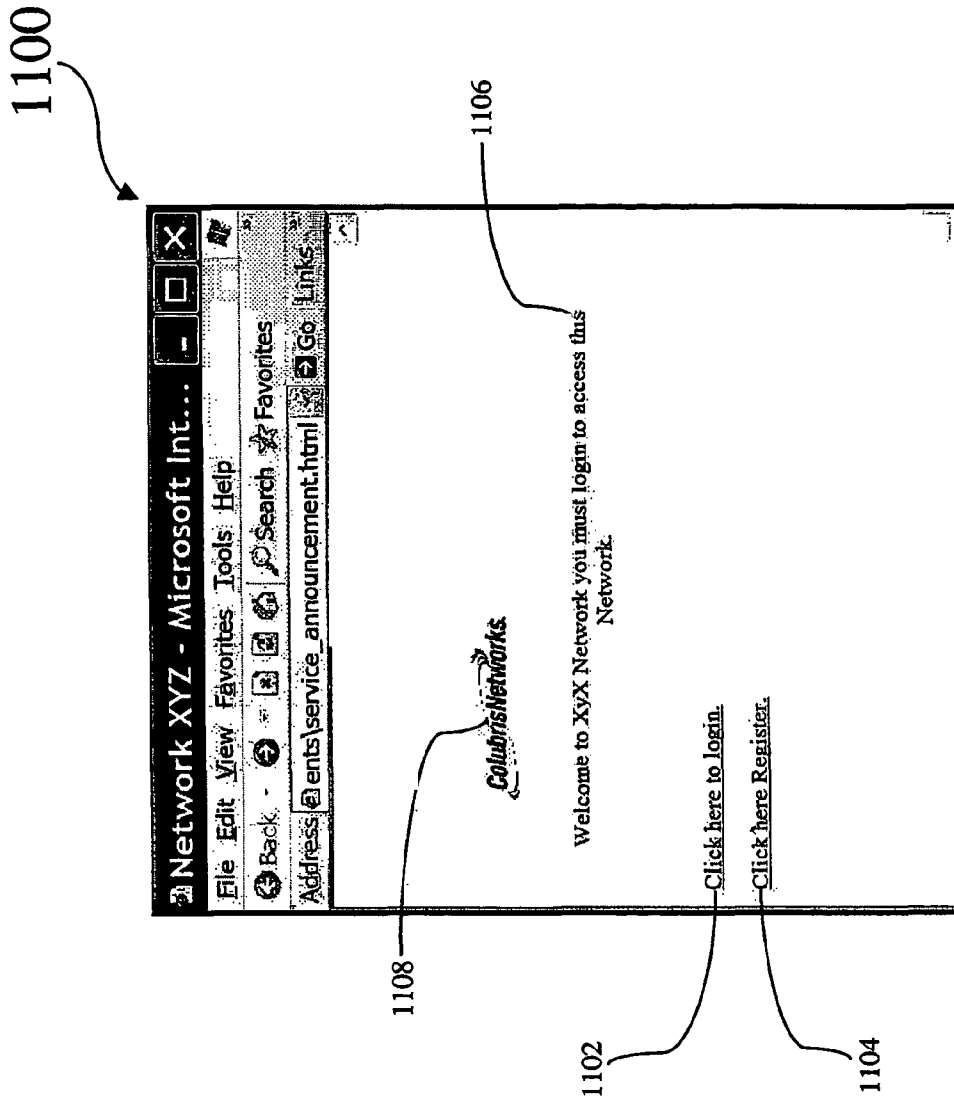 1100
Network XYZ - Microsoft Int...
File Edit View Favorites Tools Help
Back - Search Favorites
Address ents\service_announcement.html Go Links
1108
ColubrisNetworks.
1106
Welcome to XyX Network you must login to access this
Network.
1102
Click here to login.
1104
Click here Register.